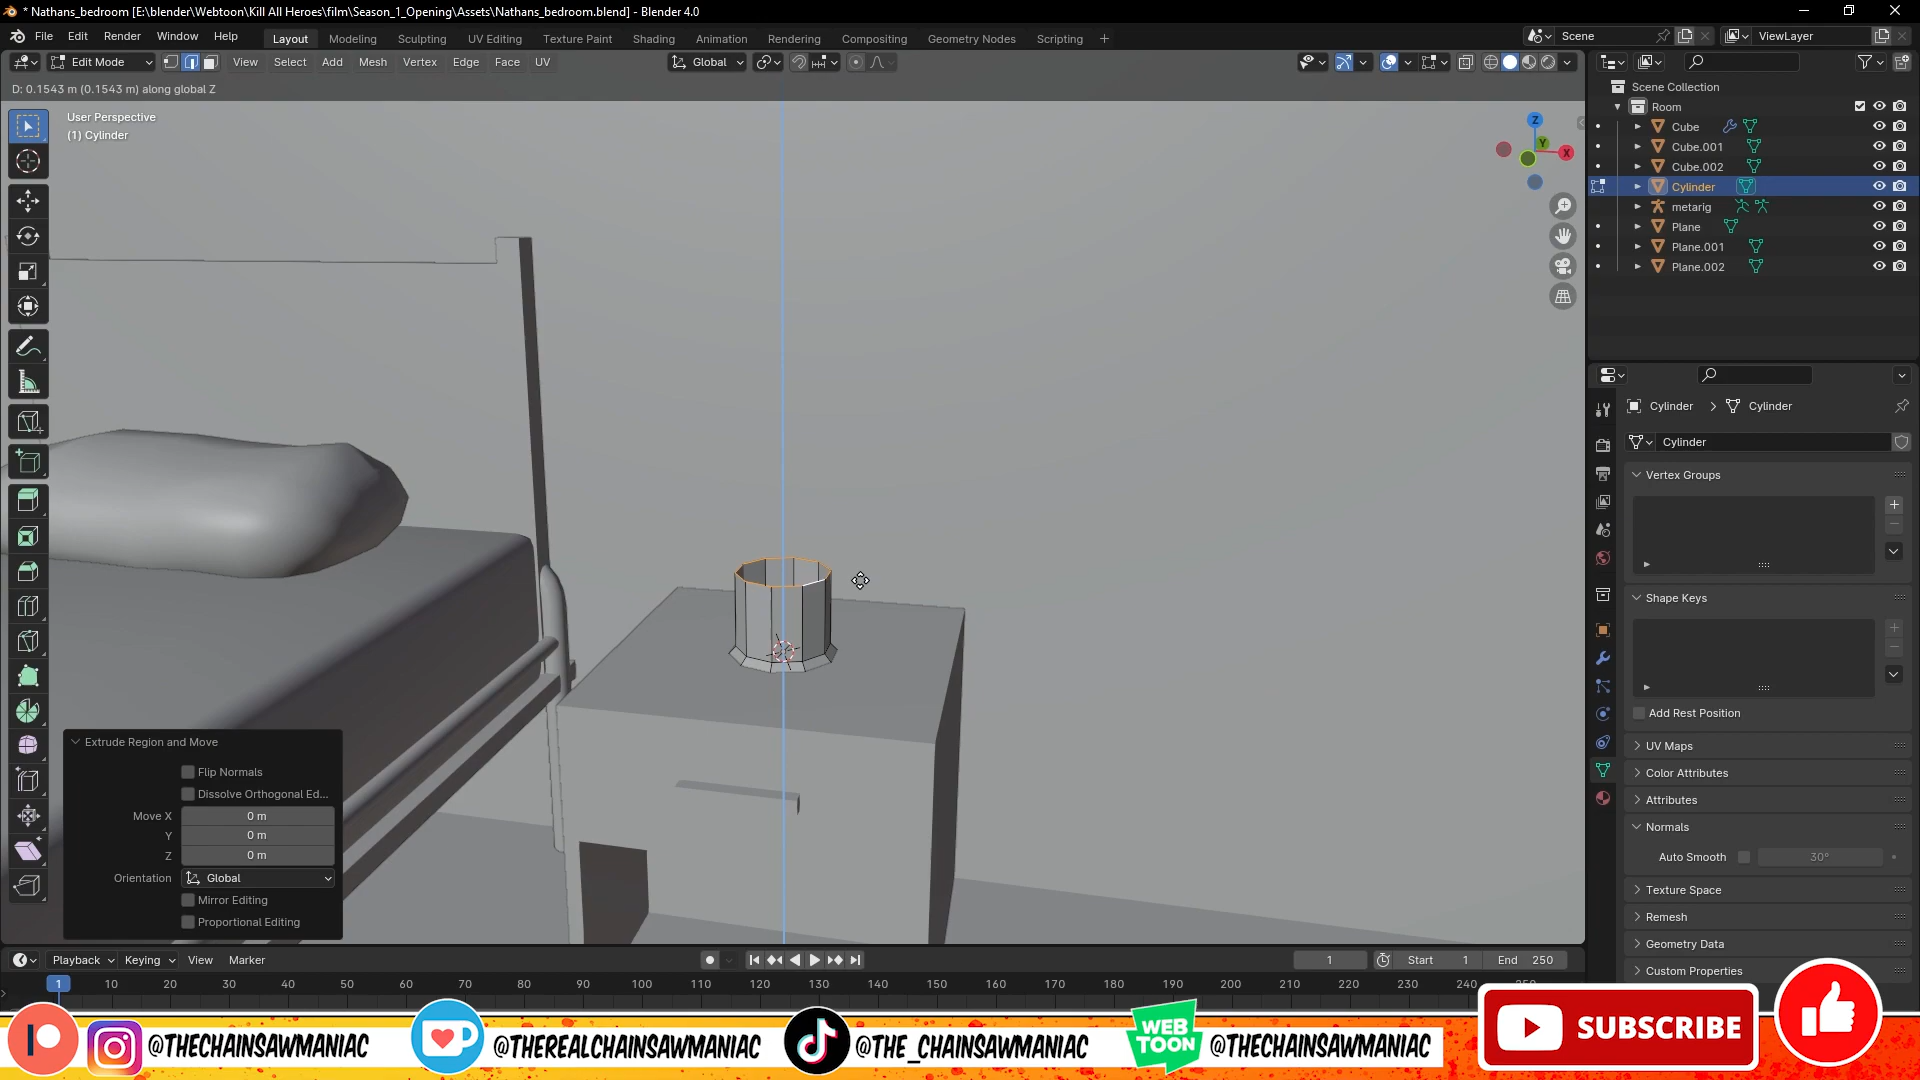 * Nathans_bedroom [E:\blender\Webtoon\Kill All Heroes\film\Season_1_Opening\Assets\Nathans_bedroom.blend] - Blender 4.0
File Edit Render Window Help Layout Modeling Sculpting UV Editing Texture Paint Shading Animation Rendering Compositing Geometry Nodes Scripting + Scene ViewLayer
Edit Mode View Select Add Mesh Vertex Edge Face UV Global
D: 0.1543 m (0.1543 m) along global Z
User Perspective
(1) Cylinder
Z
Y
X
Scene Collection
Room
Cube
Cube.001
Cube.002
Cylinder
metarig
Plane
Plane.001
Plane.002
Cylinder > Cylinder
Cylinder
Vertex Groups
Shape Keys
Add Rest Position
UV Maps
Color Attributes
Attributes
Normals
Auto Smooth 30°
Texture Space
Remesh
Geometry Data
Custom Properties
Extrude Region and Move
Flip Normals
Dissolve Orthogonal Ed...
Move X 0 m
Y 0 m
Z 0 m
Orientation Global
Mirror Editing
Proportional Editing
Playback Keying View Marker 1 Start 1 End 250
1 10 20 30 40 50 60 70 80 90 100 110 120 130 140 150 160 170 180 190 200 210 220 230 240 250
@THECHAINSAWMANIAC @THEREALCHAINSAWMANIAC @THE_CHAINSAWMANIAC WEB TOON @THECHAINSAWMANIAC SUBSCRIBE